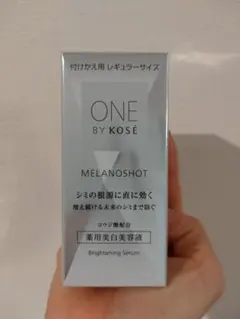 付けかえ用 レギュラーサイズ
ONE
BY KOSÉ
MELANOSHOT
シミの根源に直に効く
増え続ける未来のシミまで防ぐ
コウジ酸配合
薬用美白美容液
Brightening Serum